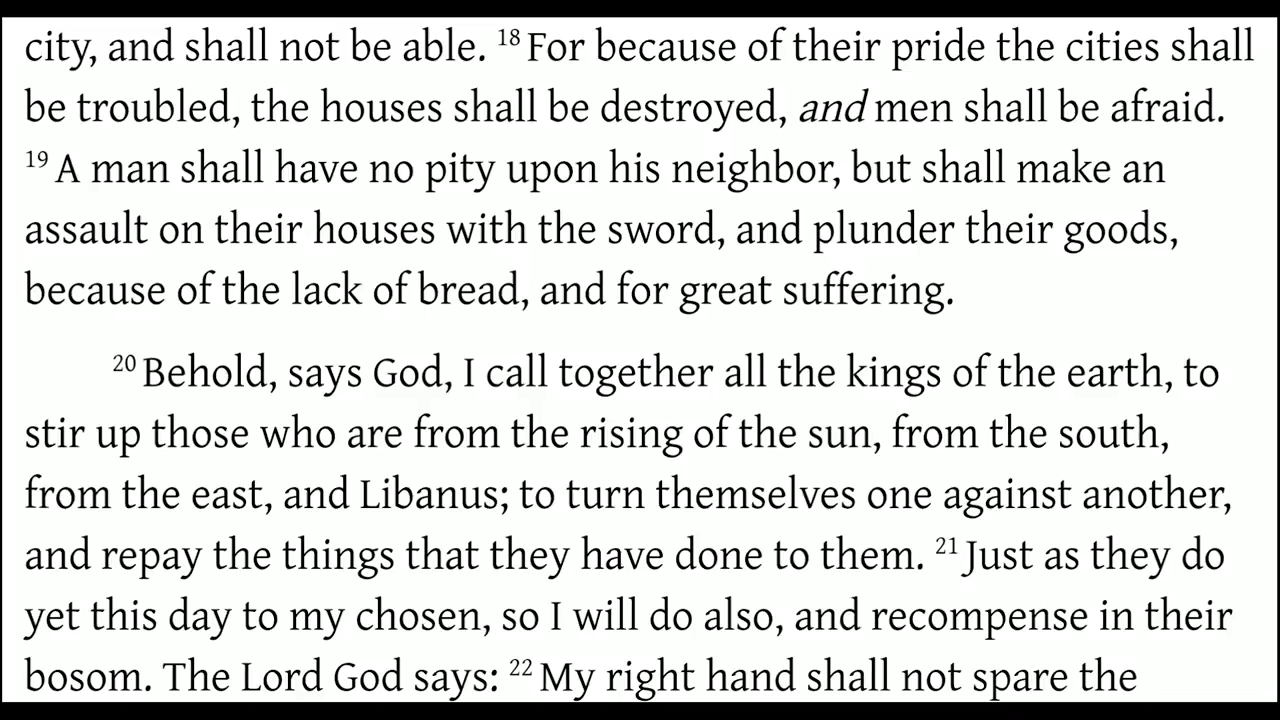 city, and shall not be able. 18 For because of their pride the cities shall
be troubled, the houses shall be destroyed, and men shall be afraid.
19 A man shall have no pity upon his neighbor, but shall make an
assault on their houses with the sword, and plunder their goods,
because of the lack of bread, and for great suffering.
20 Behold, says God, I call together all the kings of the earth, to
stir up those who are from the rising of the sun, from the south,
from the east, and Libanus; to turn themselves one against another,
and repay the things that they have done to them. 21 Just as they do
yet this day to my chosen, so I will do also, and recompense in their
bosom. The Lord God says: 22 My right hand shall not spare the